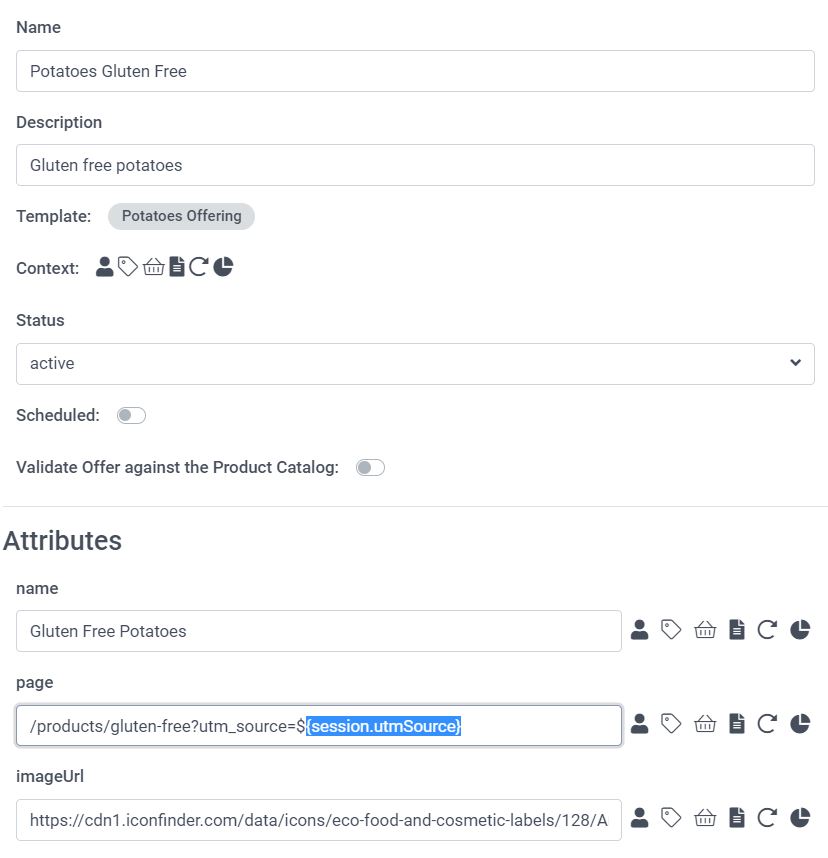 Name
Potatoes Gluten Free
Description
Gluten free potatoes
Template: Potatoes Offering
Context:
Status
active
Scheduled:
Validate Offer against the Product Catalog:
Attributes
name
Gluten Free Potatoes
page
/products/gluten-free?utm_source=${session.utmSource}
imageUrl
https://cdn1.iconfinder.com/data/icons/eco-food-and-cosmetic-labels/128/A